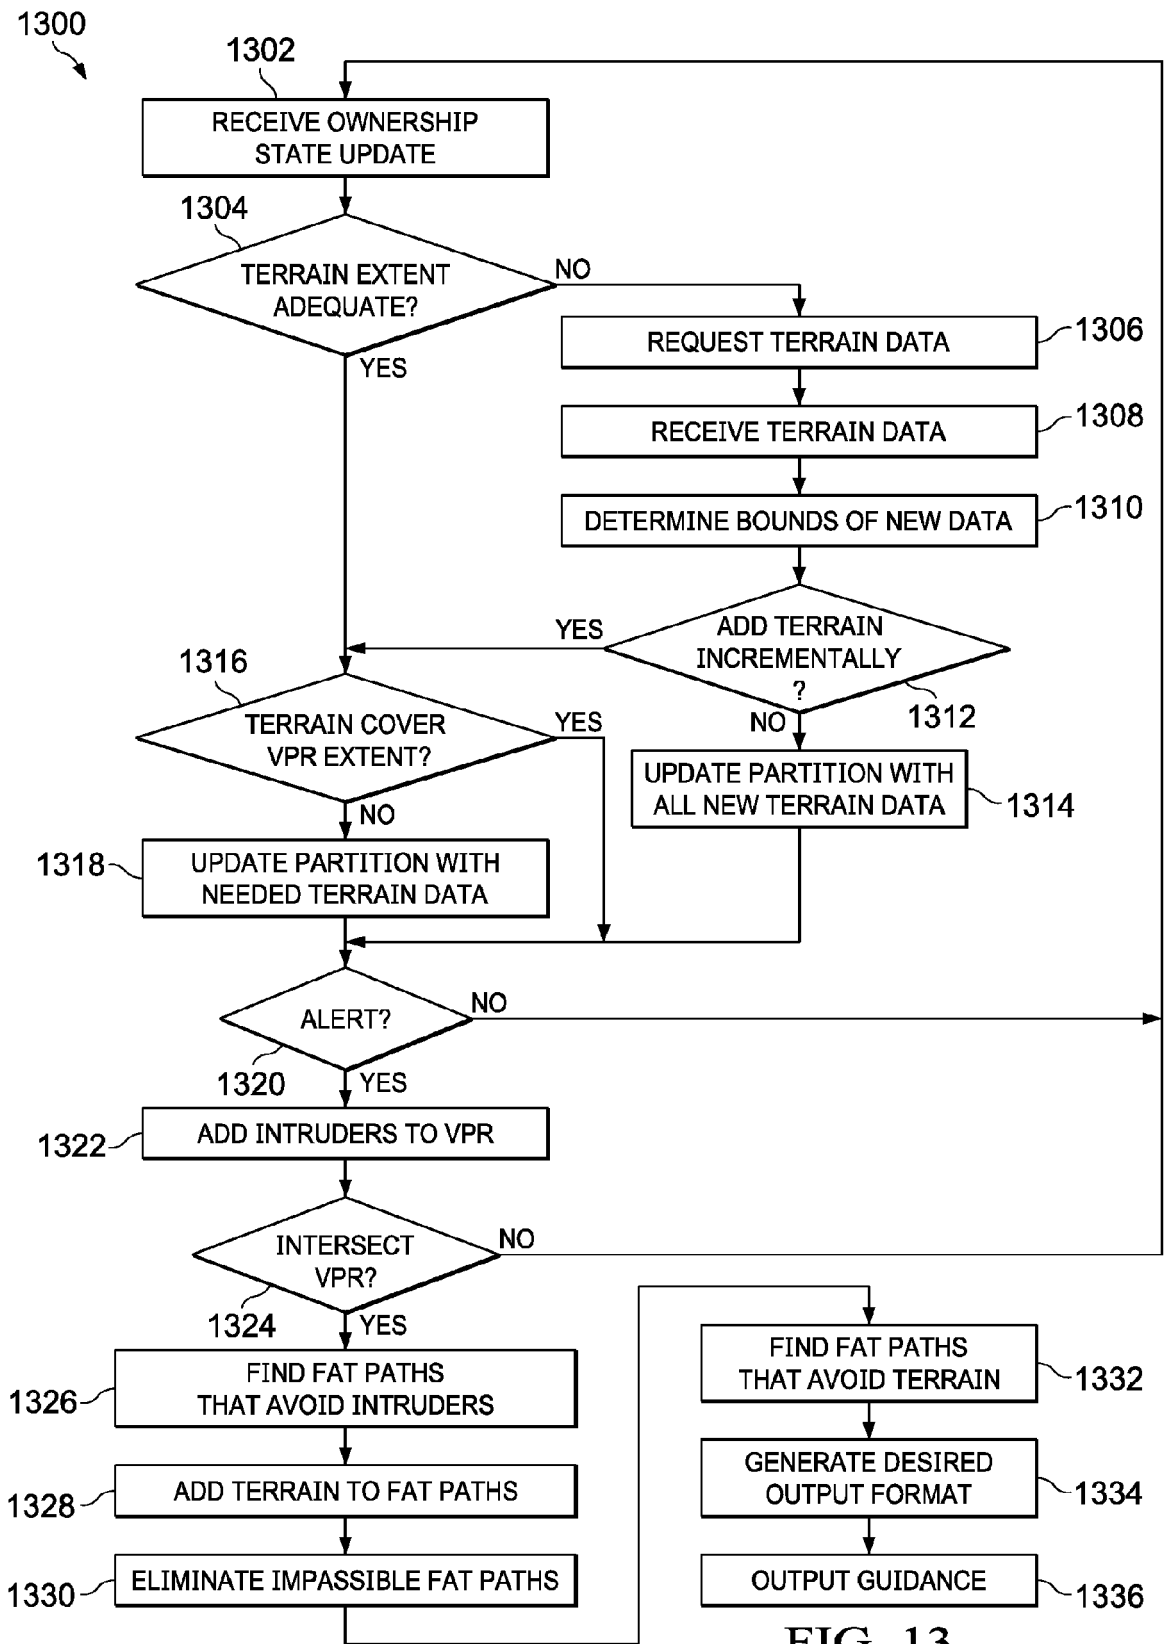 1300
1302
RECEIVE OWNERSHIP
STATE UPDATE
1304
TERRAIN EXTENT
ADEQUATE?
NO
YES
REQUEST TERRAIN DATA
1306
RECEIVE TERRAIN DATA
1308
DETERMINE BOUNDS OF NEW DATA
1310
ADD TERRAIN
INCREMENTALLY
?
YES
NO
1312
1316
TERRAIN COVER
VPR EXTENT?
YES
NO
UPDATE PARTITION WITH
ALL NEW TERRAIN DATA
1314
1318
UPDATE PARTITION WITH
NEEDED TERRAIN DATA
ALERT?
NO
1320
YES
1322
ADD INTRUDERS TO VPR
INTERSECT
VPR?
NO
1324
YES
1326
FIND FAT PATHS
THAT AVOID INTRUDERS
1328
ADD TERRAIN TO FAT PATHS
1330
ELIMINATE IMPASSIBLE FAT PATHS
FIND FAT PATHS
THAT AVOID TERRAIN
1332
GENERATE DESIRED
OUTPUT FORMAT
1334
OUTPUT GUIDANCE
1336
FIG. 13